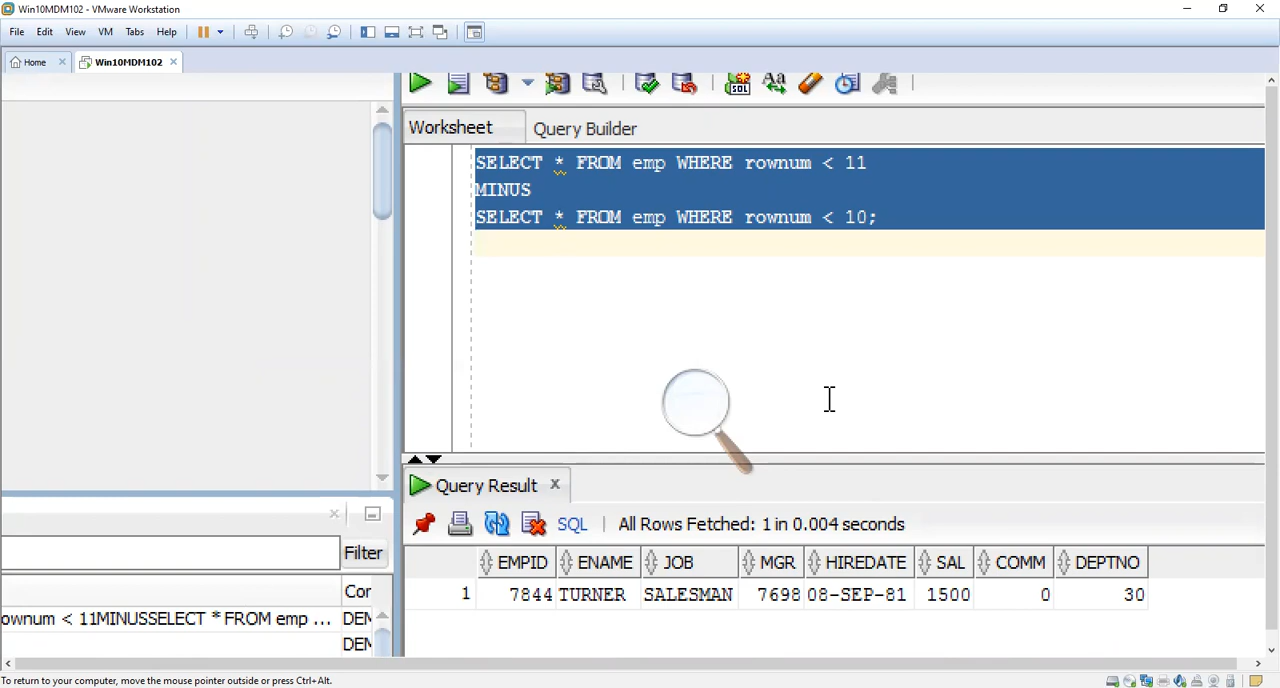 Win10MDM102 - VMware Workstation
File Edit View VM Tabs Help
Home Win10MDM102
SQL
Worksheet Query Builder
SELECT * FROM emp WHERE rownum < 11
MINUS
SELECT * FROM emp WHERE rownum < 10;
Query Result
SQL All Rows Fetched: 1 in 0.004 seconds
EMPID ENAME JOB MGR HIREDATE SAL COMM DEPTNO
1 7844 TURNER SALESMAN 7698 08-SEP-81 1500 0 30
Filter
Cor
ownum < 11MINUSSELECT * FROM emp ... DEM
DEM
To return to your computer, move the mouse pointer outside or press Ctrl+Alt.